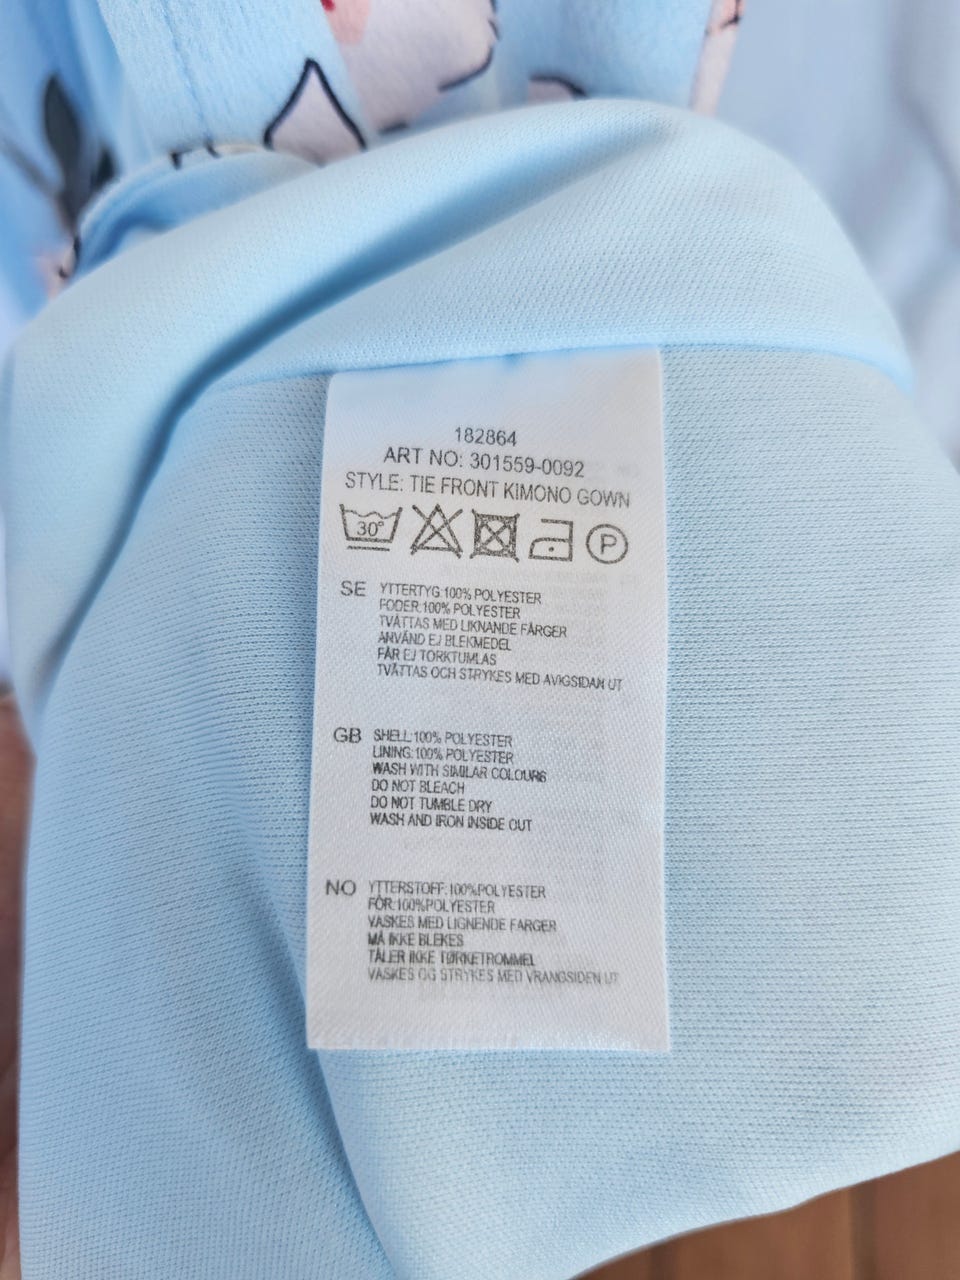 182864
ART NO: 301559-0092
STYLE: TIE FRONT KIMONO GOWN
30° P
SE YTTERTYG:100% POLYESTER
FODER:100% POLYESTER
TVÄTTAS MED LIKNANDE FÄRGER
ANVÄND EJ BLEKMEDEL
FÅR EJ TORKTUMLAS
TVÄTTAS OCH STRYKES MED AVIGSIDAN UT
GB SHELL:100% POLYESTER
LINING:100% POLYESTER
WASH WITH SIMILAR COLOURS
DO NOT BLEACH
DO NOT TUMBLE DRY
WASH AND IRON INSIDE OUT
NO YTTERSTOFF:100%POLYESTER
FÔR:100%POLYESTER
VASKES MED LIGNENDE FARGER
MÅ IKKE BLEKES
TÅLER IKKE TØRKETROMMEL
VASKES OG STRYKES MED VRANGSIDEN UT